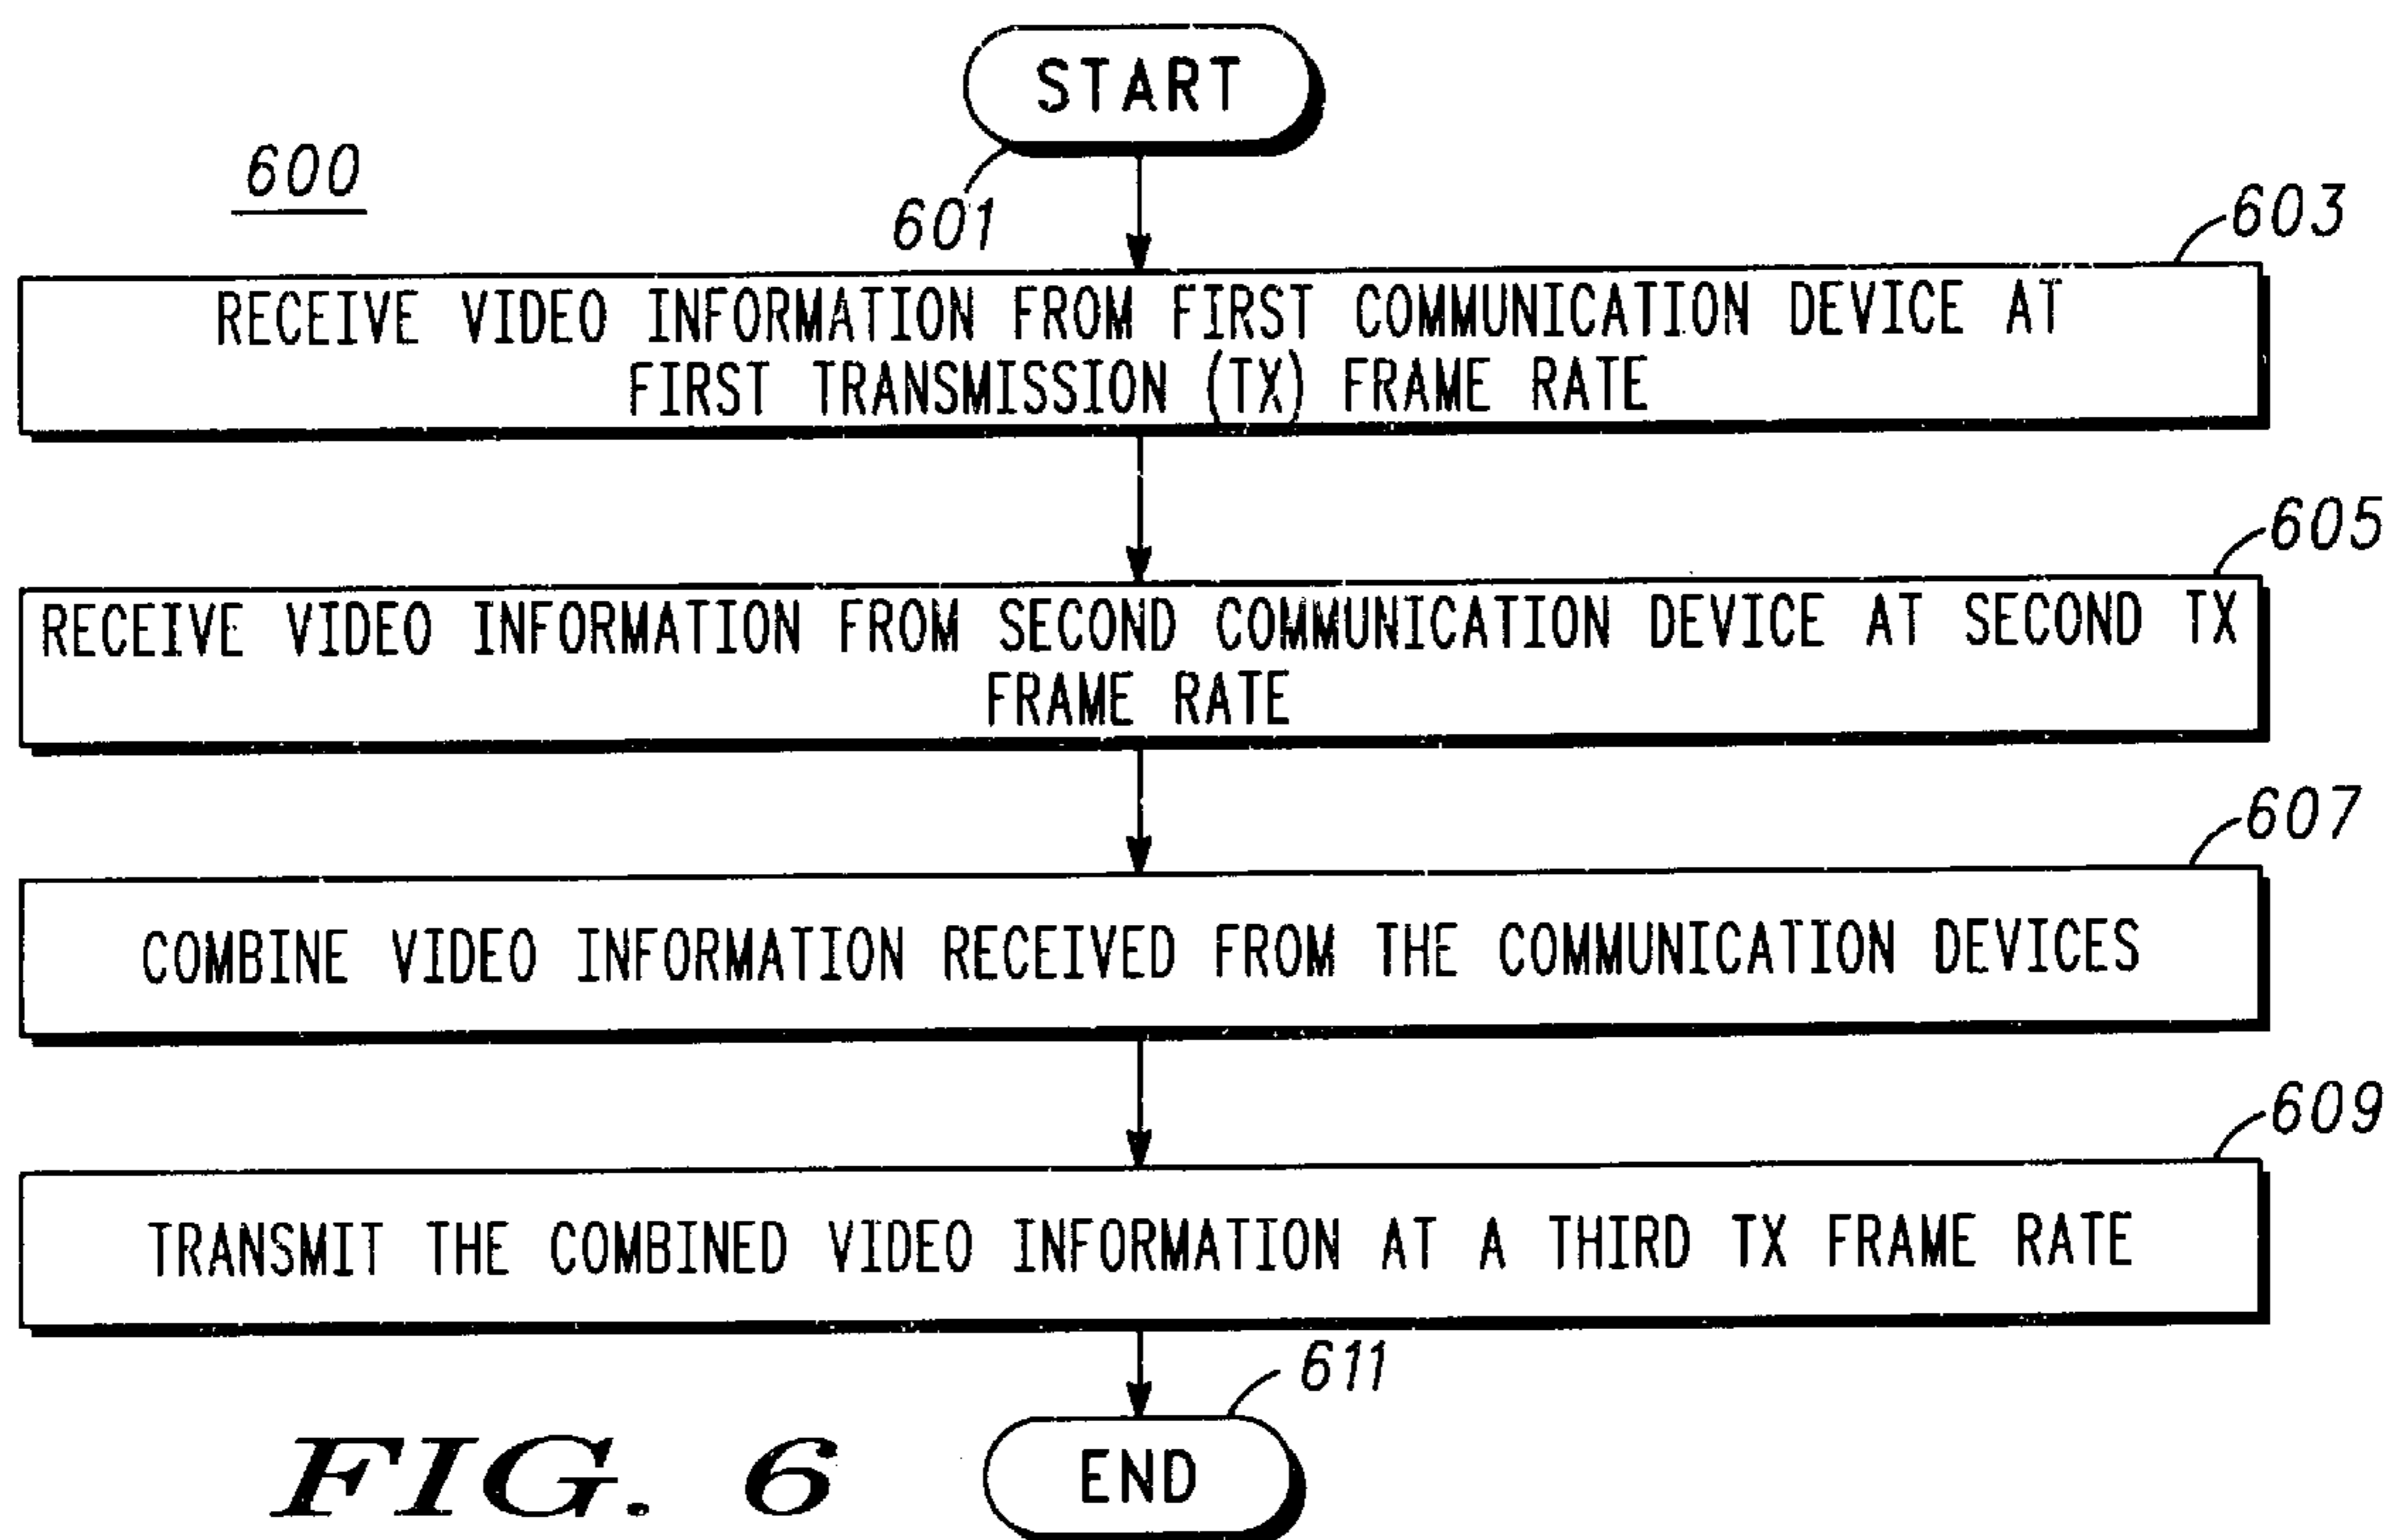 START
600
601
603
RECEIVE VIDEO INFORMATION FROM FIRST COMMUNICATION DEVICE AT
FIRST TRANSMISSION (TX) FRAME RATE
605
RECEIVE VIDEO INFORMATION FROM SECOND COMMUNICATION DEVICE AT SECOND TX
FRAME RATE
607
COMBINE VIDEO INFORMATION RECEIVED FROM THE COMMUNICATION DEVICES
609
TRANSMIT THE COMBINED VIDEO INFORMATION AT A THIRD TX FRAME RATE
611
END
FIG. 6